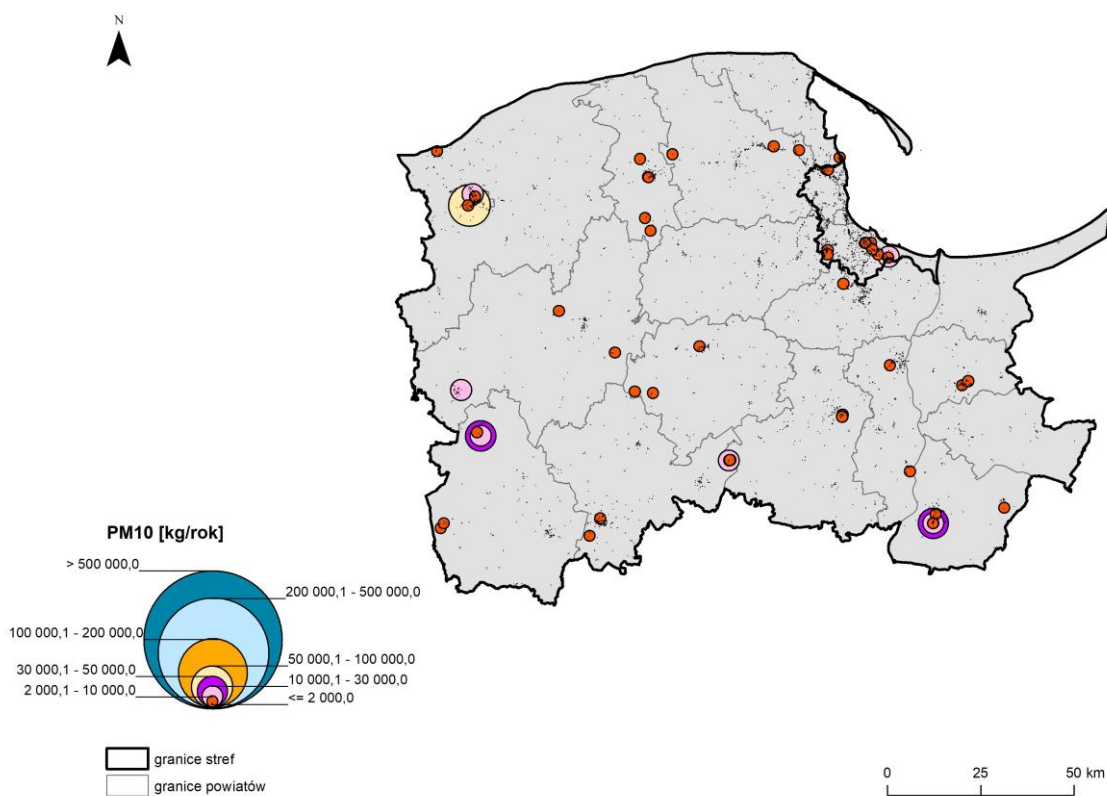 N
PM10 [kg/rok]
> 500 000,0
200 000,1 - 500 000,0
100 000,1 - 200 000,0
50 000,1 - 100 000,0
30 000,1 - 50 000,0
10 000,1 - 30 000,0
2 000,1 - 10 000,0
<= 2 000,0
granice stref
granice powiatów
0 25 50 km